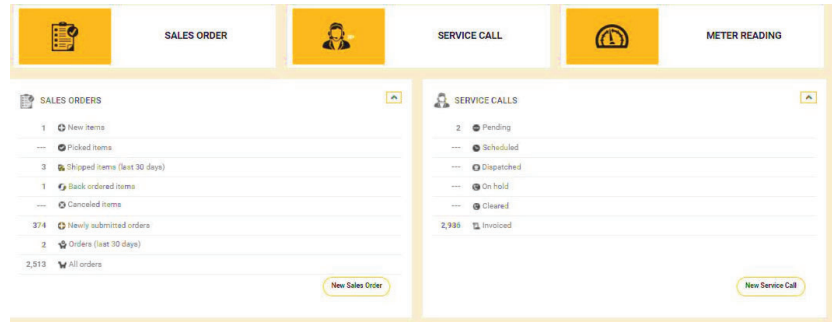 SALES ORDER
SERVICE CALL
METER READING
SALES ORDERS
1 New items
--- Picked items
3 Shipped items (last 30 days)
1 Back ordered items
--- Canceled items
374 Newly submitted orders
2 Orders (last 30 days)
2,513 All orders
New Sales Order
SERVICE CALLS
2 Pending
--- Scheduled
--- Dispatched
--- On hold
--- Cleared
2,986 Invoiced
New Service Call